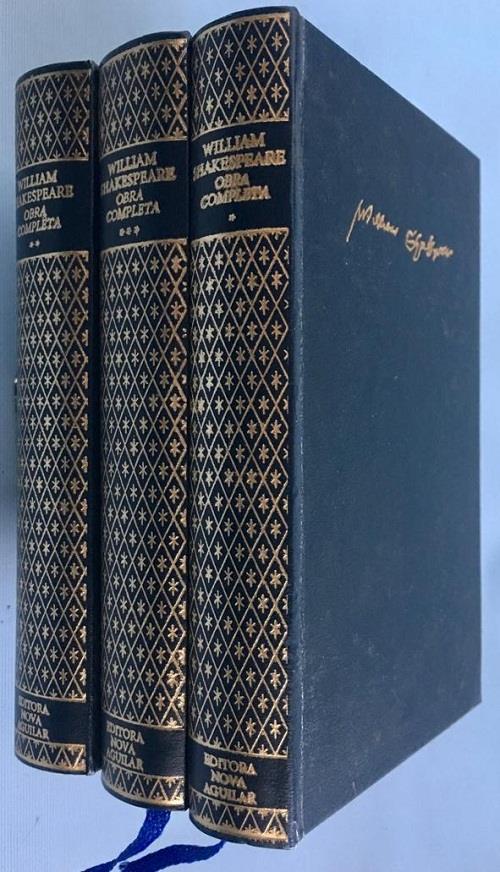 WILLIAM
SHAKESPEARE
OBRA
COMPLETA
**
EDITORA
NOVA
AGUILAR
WILLIAM
SHAKESPEARE
OBRA
COMPLETA
***
EDITORA
NOVA
AGUILAR
WILLIAM
SHAKESPEARE
OBRA
COMPLETA
*
EDITORA
NOVA
AGUILAR
William